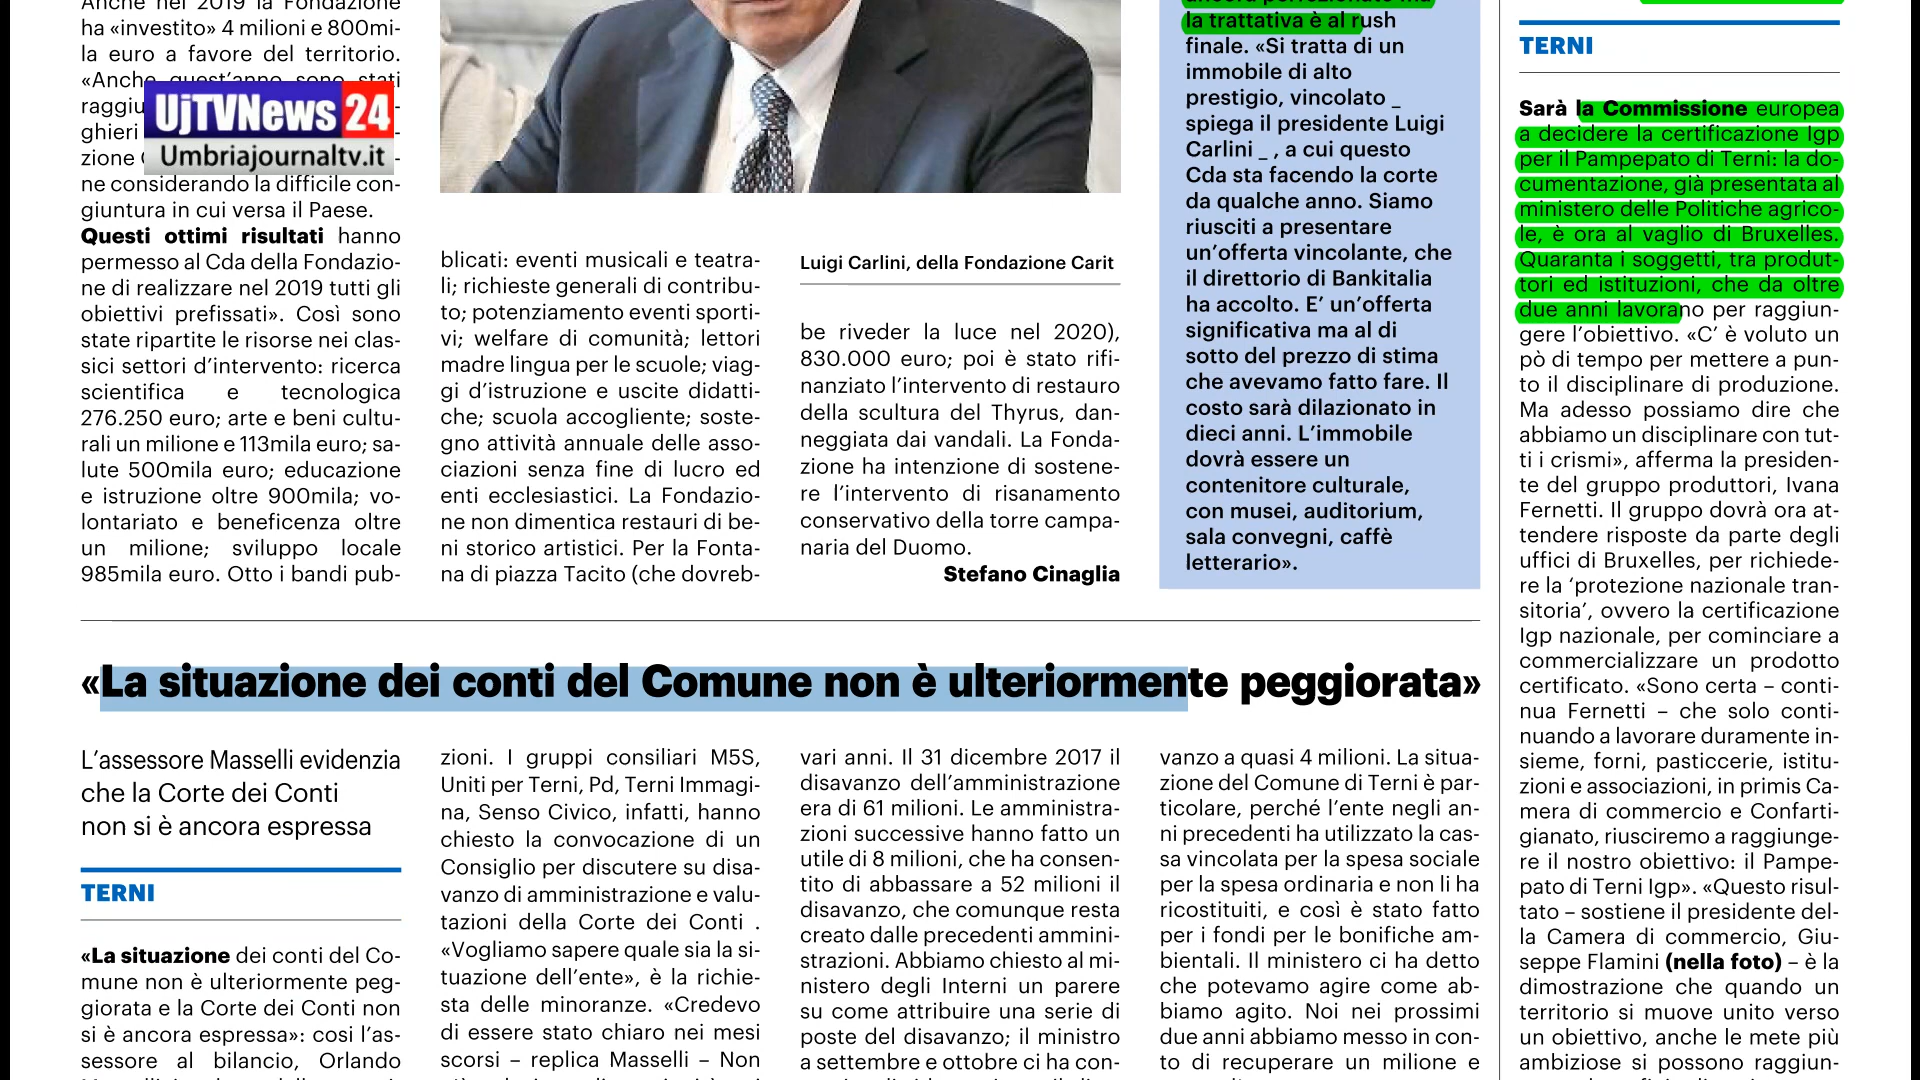 Anche nel 2019 la Fondazione
ha «investito» 4 milioni e 800mi-
la euro a favore del territorio.
«Anche quest'anno sono stati
raggiu
ghieri
zione
ne considerando la difficile con-
giuntura in cui versa il Paese.
Questi ottimi risultati hanno
permesso al Cda della Fondazio-
ne di realizzare nel 2019 tutti gli
obiettivi prefissati». Così sono
state ripartite le risorse nei clas-
sici settori d'intervento: ricerca
scientifica e tecnologica
276.250 euro; arte e beni cultu-
rali un milione e 113mila euro; sa-
lute 500mila euro; educazione
e istruzione oltre 900mila; vo-
lontariato e beneficenza oltre
un milione; sviluppo locale
985mila euro. Otto i bandi pub-
UjTVNews 24
Umbriajournaltv.it
blicati: eventi musicali e teatra-
li; richieste generali di contribu-
to; potenziamento eventi sporti-
vi; welfare di comunità; lettori
madre lingua per le scuole; viag-
gi d'istruzione e uscite didatti-
che; scuola accogliente; soste-
gno attività annuale delle asso-
ciazioni senza fine di lucro ed
enti ecclesiastici. La Fondazio-
ne non dimentica restauri di be-
ni storico artistici. Per la Fonta-
na di piazza Tacito (che dovreb-
Luigi Carlini, della Fondazione Carit
be riveder la luce nel 2020),
830.000 euro; poi è stato rifi-
nanziato l'intervento di restauro
della scultura del Thyrus, dan-
neggiata dai vandali. La Fonda-
zione ha intenzione di sostene-
re l'intervento di risanamento
conservativo della torre campa-
naria del Duomo.
Stefano Cinaglia
ancora perfezionato ma
la trattativa è al rush
finale. «Si tratta di un
immobile di alto
prestigio, vincolato _
spiega il presidente Luigi
Carlini _ , a cui questo
Cda sta facendo la corte
da qualche anno. Siamo
riusciti a presentare
un'offerta vincolante, che
il direttorio di Bankitalia
ha accolto. E' un'offerta
significativa ma al di
sotto del prezzo di stima
che avevamo fatto fare. Il
costo sarà dilazionato in
dieci anni. L'immobile
dovrà essere un
contenitore culturale,
con musei, auditorium,
sala convegni, caffè
letterario».
TERNI
Sarà la Commissione europea
a decidere la certificazione Igp
per il Pampepato di Terni: la do-
cumentazione, già presentata al
ministero delle Politiche agrico-
le, è ora al vaglio di Bruxelles.
Quaranta i soggetti, tra produt-
tori ed istituzioni, che da oltre
due anni lavorano per raggiun-
gere l'obiettivo. «C' è voluto un
pò di tempo per mettere a pun-
to il disciplinare di produzione.
Ma adesso possiamo dire che
abbiamo un disciplinare con tut-
ti i crismi», afferma la presiden-
te del gruppo produttori, Ivana
Fernetti. Il gruppo dovrà ora at-
tendere risposte da parte degli
uffici di Bruxelles, per richiede-
re la 'protezione nazionale tran-
sitoria', ovvero la certificazione
Igp nazionale, per cominciare a
commercializzare un prodotto
certificato. «Sono certa – conti-
nua Fernetti – che solo conti-
nuando a lavorare duramente in-
sieme, forni, pasticcerie, istitu-
zioni e associazioni, in primis Ca-
mera di commercio e Confarti-
gianato, riusciremo a raggiunge-
re il nostro obiettivo: il Pampe-
pato di Terni Igp». «Questo risul-
tato – sostiene il presidente del-
la Camera di commercio, Giu-
seppe Flamini (nella foto) – è la
dimostrazione che quando un
territorio si muove unito verso
un obiettivo, anche le mete più
ambiziose si possono raggiun-
«La situazione dei conti del Comune non è ulteriormente peggiorata»
L'assessore Masselli evidenzia
che la Corte dei Conti
non si è ancora espressa
TERNI
«La situazione dei conti del Co-
mune non è ulteriormente peg-
giorata e la Corte dei Conti non
si è ancora espressa»: cosi l'as-
sessore al bilancio, Orlando
zioni. I gruppi consiliari M5S,
Uniti per Terni, Pd, Terni Immagi-
na, Senso Civico, infatti, hanno
chiesto la convocazione di un
Consiglio per discutere su disa-
vanzo di amministrazione e valu-
tazioni della Corte dei Conti .
«Vogliamo sapere quale sia la si-
tuazione dell'ente», è la richie-
sta delle minoranze. «Credevo
di essere stato chiaro nei mesi
scorsi – replica Masselli – Non
vari anni. Il 31 dicembre 2017 il
disavanzo dell'amministrazione
era di 61 milioni. Le amministra-
zioni successive hanno fatto un
utile di 8 milioni, che ha consen-
tito di abbassare a 52 milioni il
disavanzo, che comunque resta
creato dalle precedenti ammini-
strazioni. Abbiamo chiesto al mi-
nistero degli Interni un parere
su come attribuire una serie di
poste del disavanzo; il ministro
a settembre e ottobre ci ha con-
vanzo a quasi 4 milioni. La situa-
zione del Comune di Terni è par-
ticolare, perché l'ente negli an-
ni precedenti ha utilizzato la cas-
sa vincolata per la spesa sociale
per la spesa ordinaria e non li ha
ricostituiti, e così è stato fatto
per i fondi per le bonifiche am-
bientali. Il ministero ci ha detto
che potevamo agire come ab-
biamo agito. Noi nei prossimi
due anni abbiamo messo in con-
to di recuperare un milione e